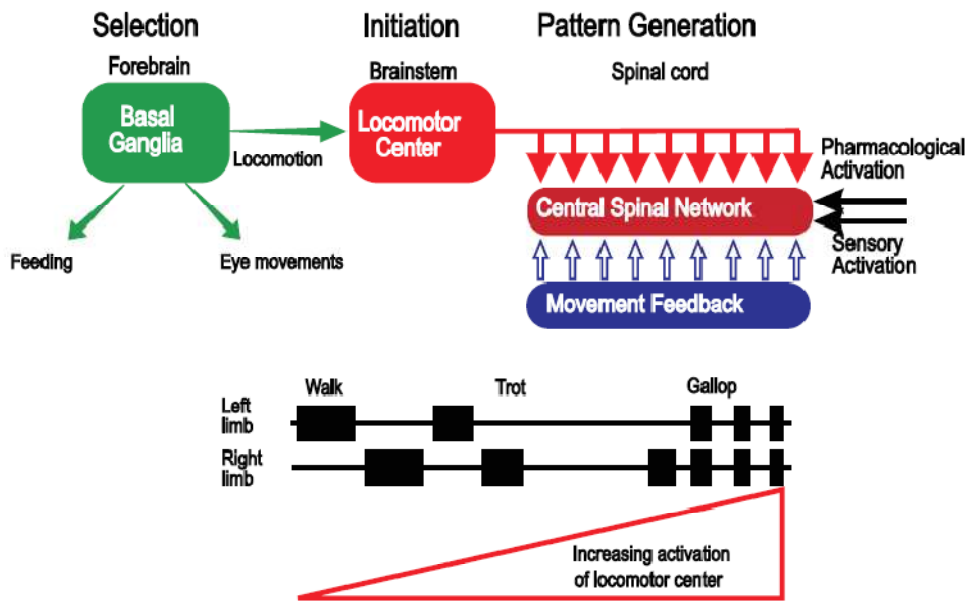 Selection
Initiation
Pattern Generation
Forebrain
Brainstem
Spinal cord
Basal
Ganglia
Locomotion
Locomotor
Center
Pharmacological
Activation
Central Spinal Network
Sensory
Activation
Feeding
Eye movements
Movement Feedback
Walk
Trot
Gallop
Left
limb
Right
limb
Increasing activation
of locomotor center